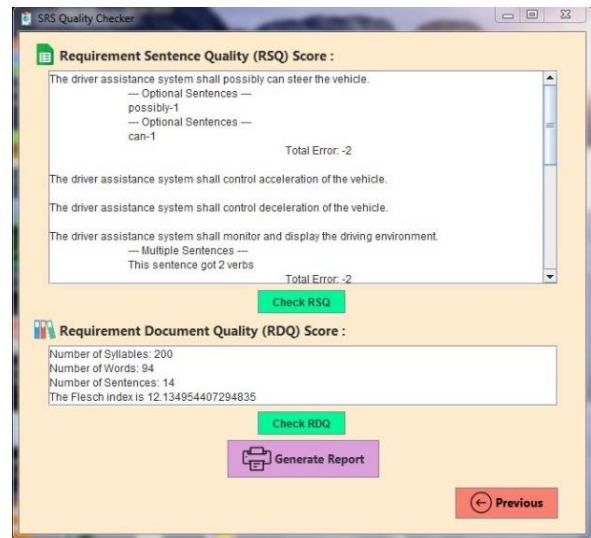 SRS Quality Checker
Requirement Sentence Quality (RSQ) Score :
The driver assistance system shall possibly can steer the vehicle.
--- Optional Sentences ---
possibly-1
--- Optional Sentences ---
can-1
Total Error: -2
The driver assistance system shall control acceleration of the vehicle.
The driver assistance system shall control deceleration of the vehicle.
The driver assistance system shall monitor and display the driving environment.
--- Multiple Sentences ---
This sentence got 2 verbs
Total Error: -2
Check RSQ
Requirement Document Quality (RDQ) Score :
Number of Syllables: 200
Number of Words: 94
Number of Sentences: 14
The Flesch index is 12.134954407294835
Check RDQ
Generate Report
Previous